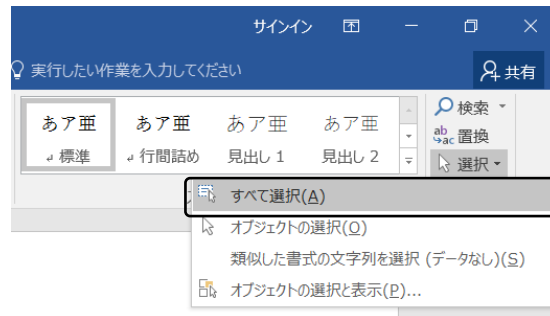 サインイン
実行したい作業を入力してください
共有
あア亜 あア亜 あア亜 あア亜
標準 行間詰め 見出し 1 見出し 2
検索
置換
選択
すべて選択(A)
オブジェクトの選択(O)
類似した書式の文字列を選択 (データなし)(S)
オブジェクトの選択と表示(P)...